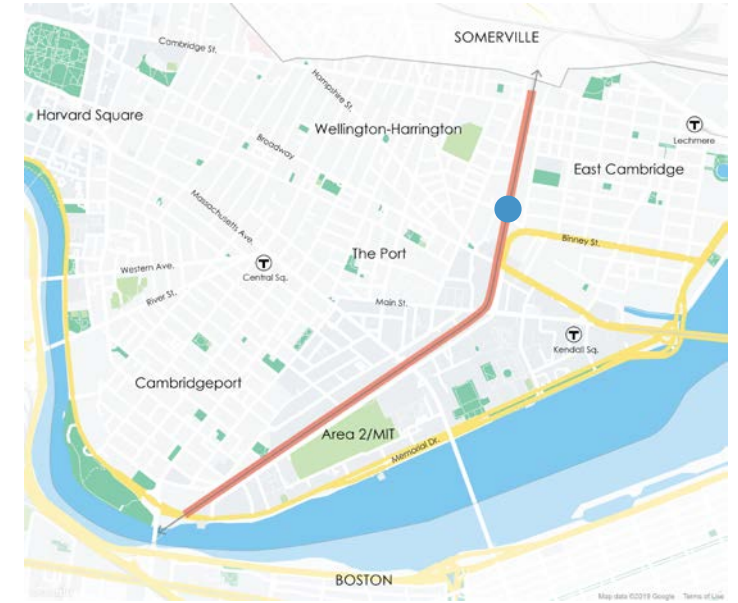 SOMERVILLE
Cambridge St.
Hampshire St.
Harvard Square
Wellington-Harrington
T
Lechmere
Broadway
East Cambridge
Massachusetts Ave.
Binney St.
The Port
Western Ave.
T
Central Sq.
River St.
Main St.
T
Kendall Sq.
Cambridgeport
Area 2/MIT
Memorial Dr.
BOSTON
Map data ©2019 Google Terms of Use